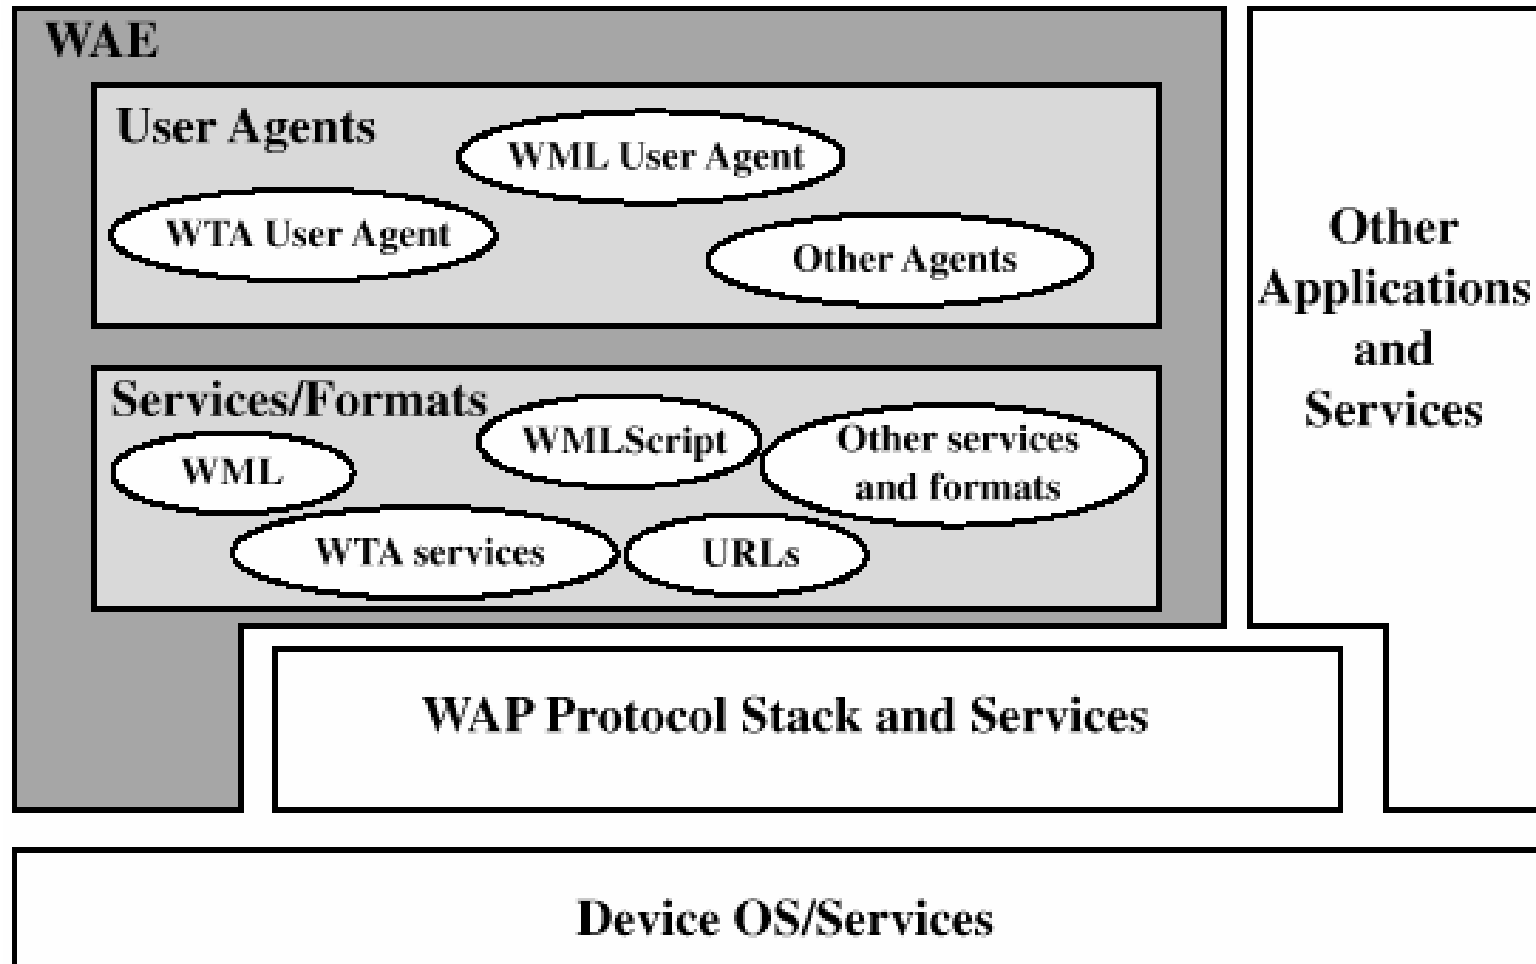 WAE
User Agents
WML User Agent
WTA User Agent
Other Agents
Services/Formats
WML
WMLScript
Other services
and formats
WTA services
URLs
Other
Applications
and
Services
WAP Protocol Stack and Services
Device OS/Services